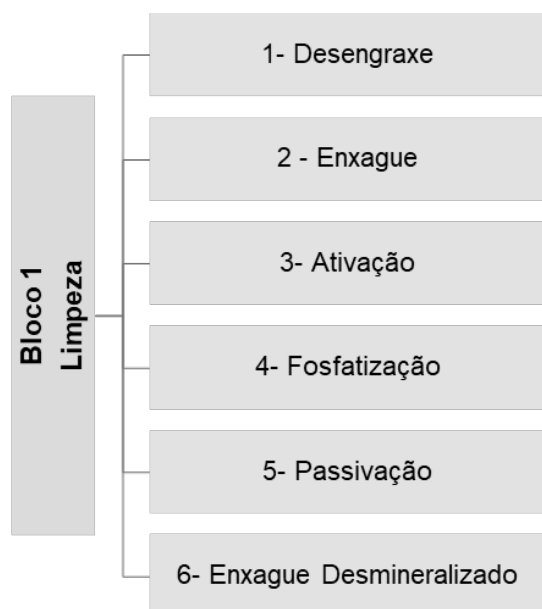 Bloco 1
Limpeza
1- Desengraxe
2 - Enxague
3- Ativação
4- Fosfatização
5- Passivação
6- Enxague Desmineralizado